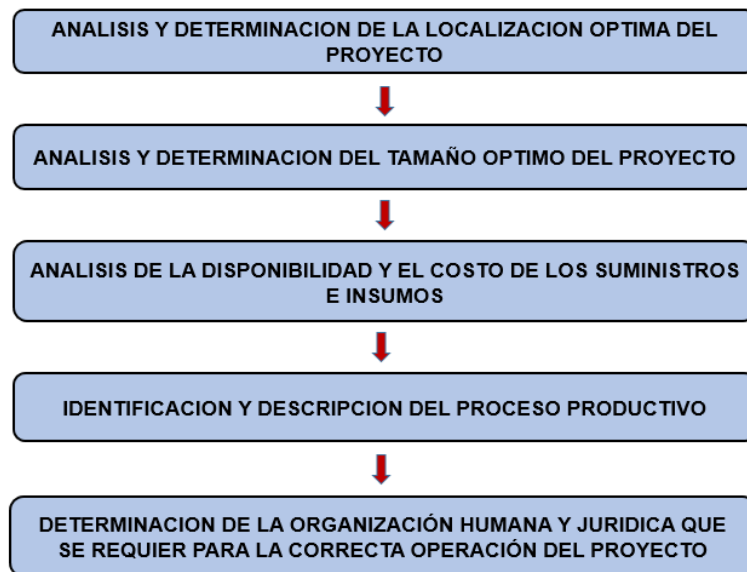 ANALISIS Y DETERMINACION DE LA LOCALIZACION OPTIMA DEL
PROYECTO
ANALISIS Y DETERMINACION DEL TAMAÑO OPTIMO DEL PROYECTO
ANALISIS DE LA DISPONIBILIDAD Y EL COSTO DE LOS SUMINISTROS
E INSUMOS
IDENTIFICACION Y DESCRIPCION DEL PROCESO PRODUCTIVO
DETERMINACION DE LA ORGANIZACIÓN HUMANA Y JURIDICA QUE
SE REQUIER PARA LA CORRECTA OPERACIÓN DEL PROYECTO